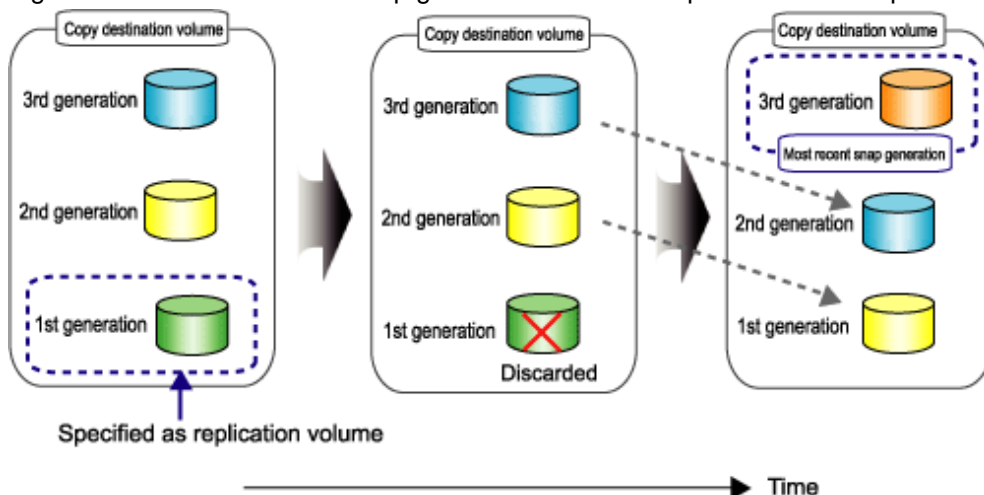 Copy destination volume
3rd generation
2nd generation
1st generation
Specified as replication volume
Copy destination volume
3rd generation
2nd generation
1st generation
Discarded
Copy destination volume
3rd generation
Most recent snap generation
2nd generation
1st generation
Time